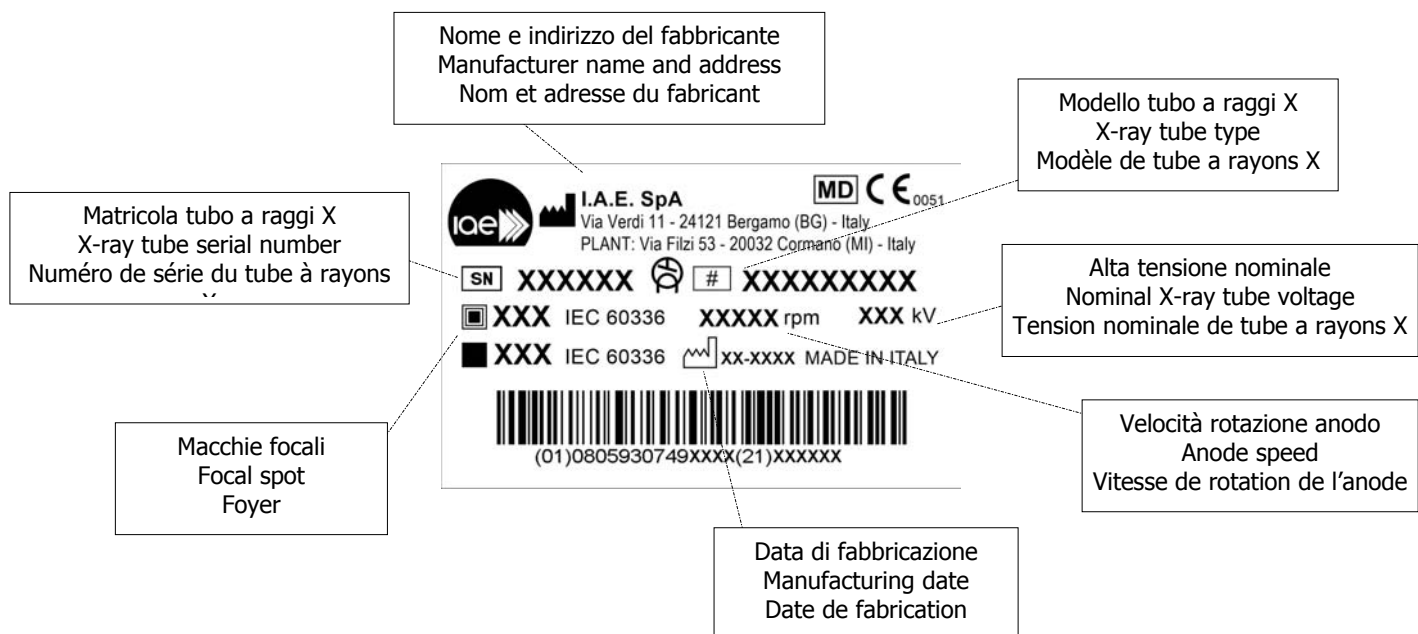 Nome e indirizzo del fabbricante
Manufacturer name and address
Nom et adresse du fabricant
Modello tubo a raggi X
X-ray tube type
Modèle de tube a rayons X
Matricola tubo a raggi X
X-ray tube serial number
Numéro de série du tube à rayons
iae
I.A.E. SpA
MD CE 0051
Via Verdi 11 - 24121 Bergamo (BG) - Italy
PLANT: Via Filzi 53 - 20032 Cormano (MI) - Italy
SN XXXXXX # XXXXXXXXX
XXX IEC 60336 XXXXX rpm XXX kV
XXX IEC 60336 xx-xxxx MADE IN ITALY
(01)0805930749xxxx(21)xxxxxx
Alta tensione nominale
Nominal X-ray tube voltage
Tension nominale de tube a rayons X
Macchie focali
Focal spot
Foyer
Velocità rotazione anodo
Anode speed
Vitesse de rotation de l’anode
Data di fabbricazione
Manufacturing date
Date de fabrication